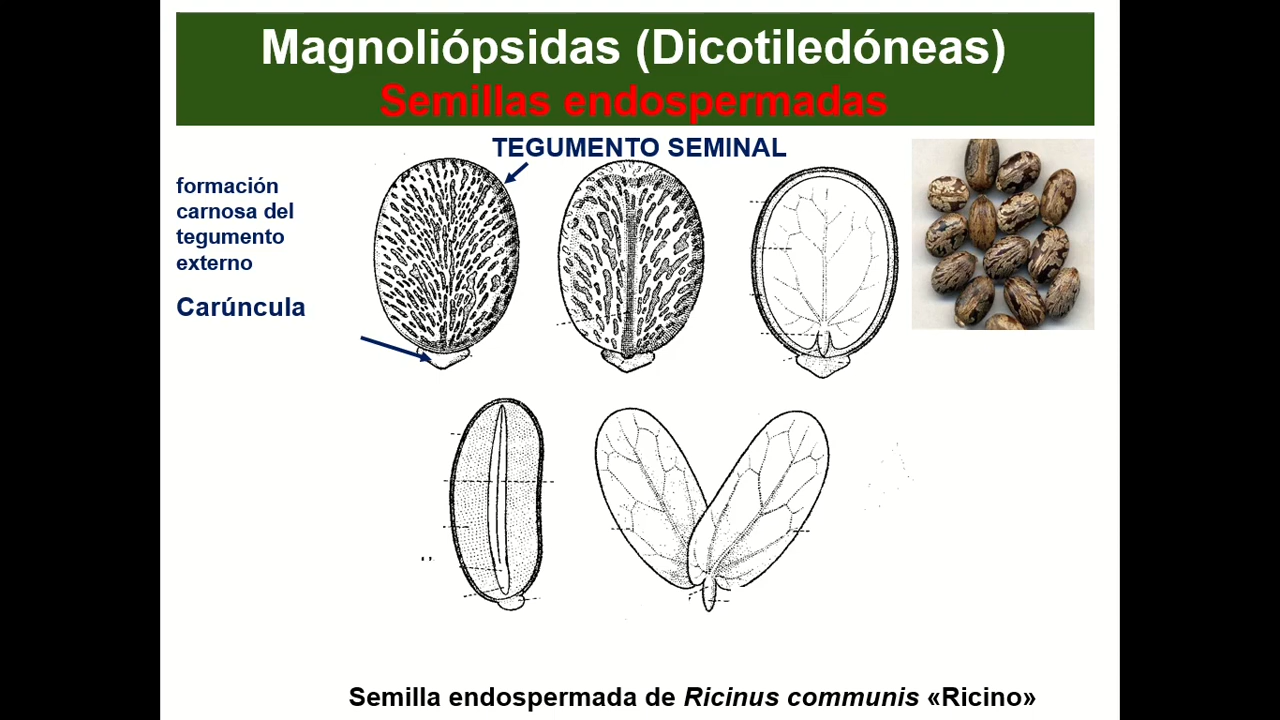 Magnoliópsidas (Dicotiledóneas)
Semillas endospermadas
TEGUMENTO SEMINAL
formación
carnosa del
tegumento
externo
Carúncula
Semilla endospermada de Ricinus communis «Ricino»